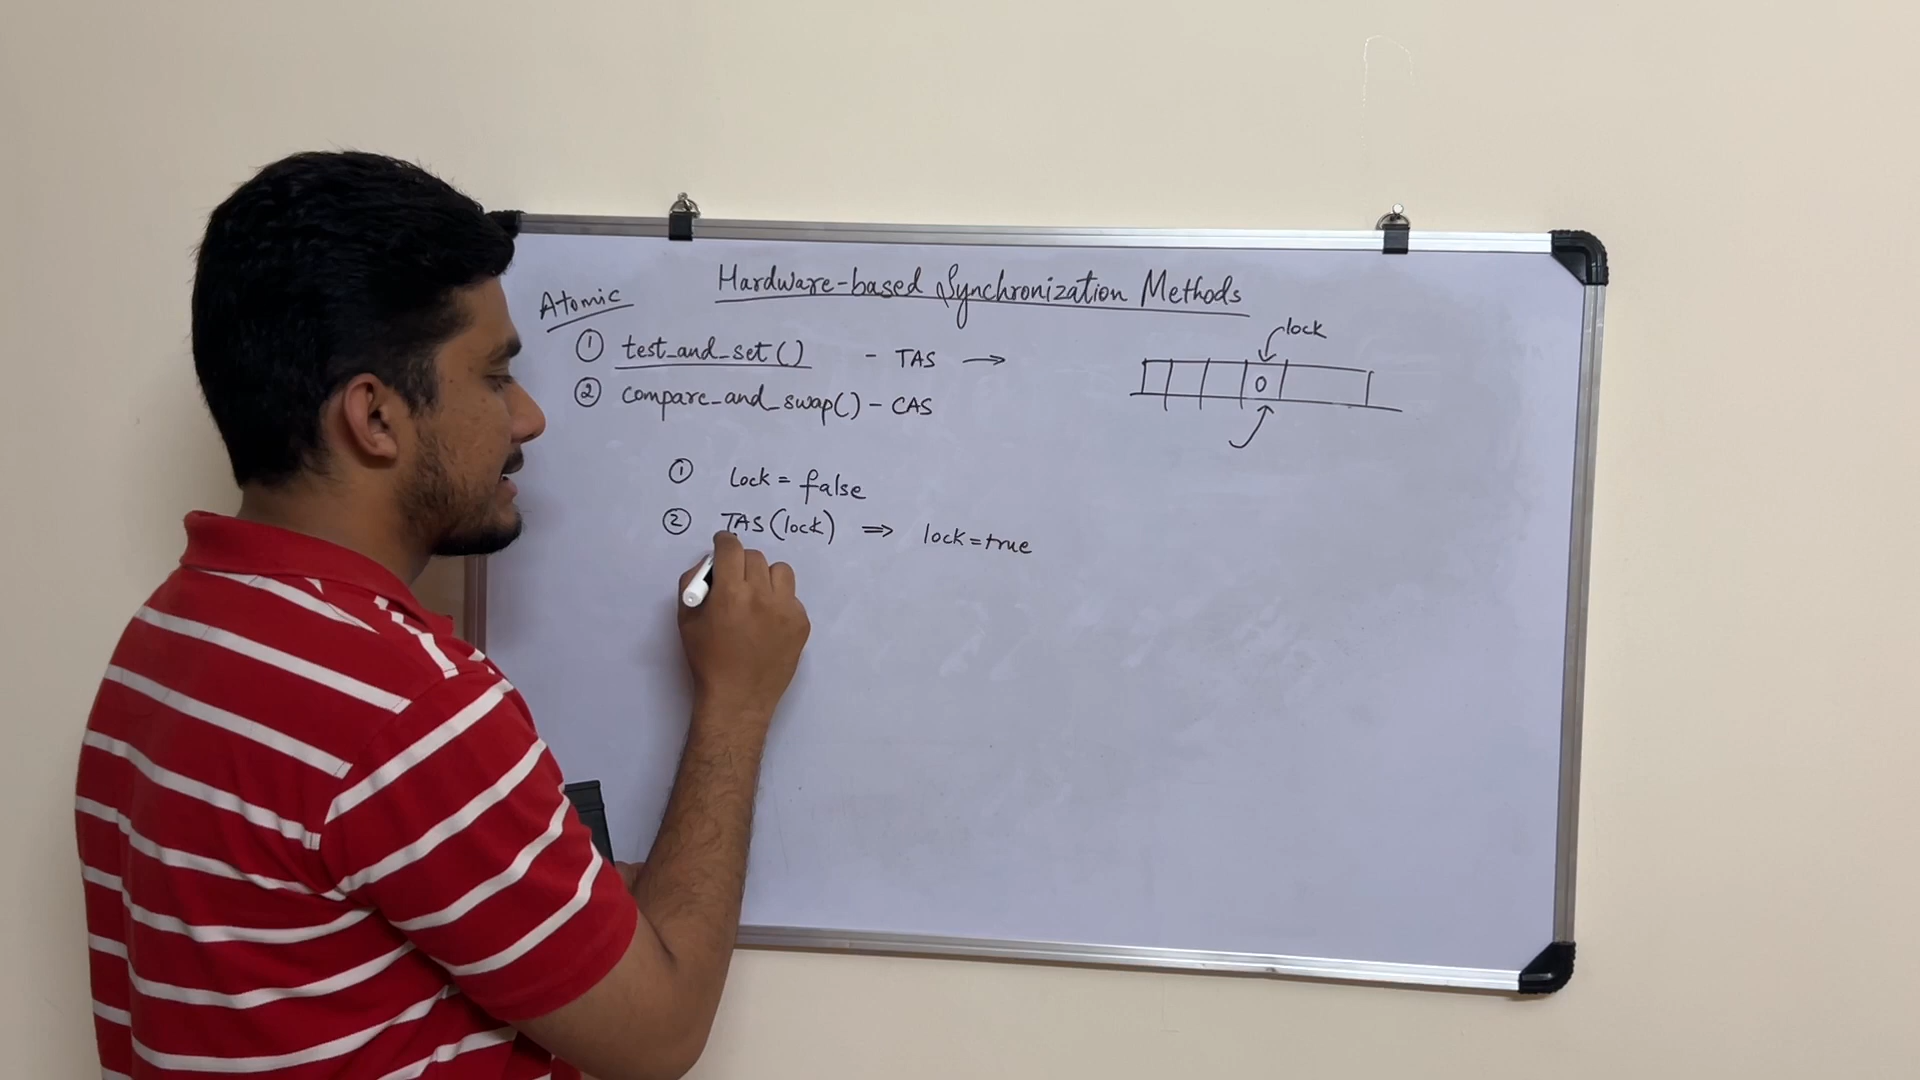 Hardware-based Synchronization Methods
Atomic
① test_and_set() - TAS →
② compare_and_swap() - CAS
lock
0
① lock = false
② TAS(lock) ⇒ lock=true